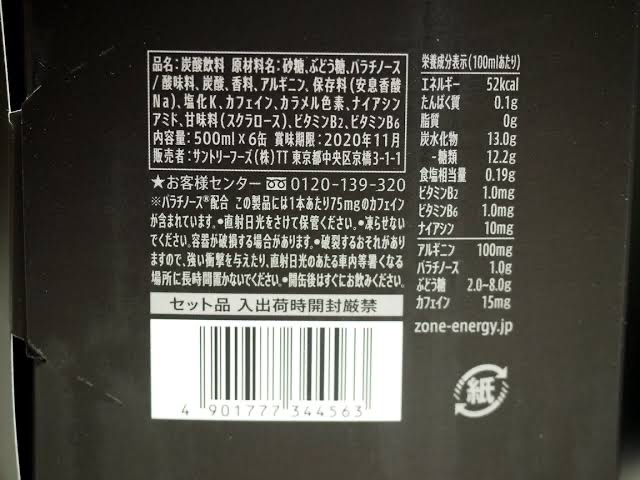 品名:炭酸飲料 原材料名:砂糖、ぶどう糖、パラチノース
/酸味料、炭酸、香料、アルギニン、保存料(安息香酸
Na)、塩化K、カフェイン、カラメル色素、ナイアシン
アミド、甘味料(スクラロース)、ビタミンB2、ビタミンB6
内容量:500ml×6缶 賞味期限:2020年11月
販売者:サントリーフーズ(株)TT 東京都中央区京橋3-1-1
★お客様センター 0120-139-320
※パラチノース®配合 この製品には1本あたり75mgのカフェイン
が含まれています。●直射日光をさけて保管ください。●凍らせない
でください。容器が破損する場合があります。●破裂するおそれがあり
ますので、強い衝撃を与えたり、直射日光のあたる車内等暑くなる
場所に長時間置かないでください。●開缶後はすぐにお飲みください。
セット品 入出荷時開封厳禁
4 901777 344563
栄養成分表示(100mlあたり)
エネルギー 52kcal
たんぱく質 0.1g
脂質 0g
炭水化物 13.0g
-糖類 12.2g
食塩相当量 0.19g
ビタミンB2 1.0mg
ビタミンB6 1.0mg
ナイアシン 10mg
アルギニン 100mg
パラチノース 1.0g
ぶどう糖 2.0~8.0g
カフェイン 15mg
zone-energy.jp
紙